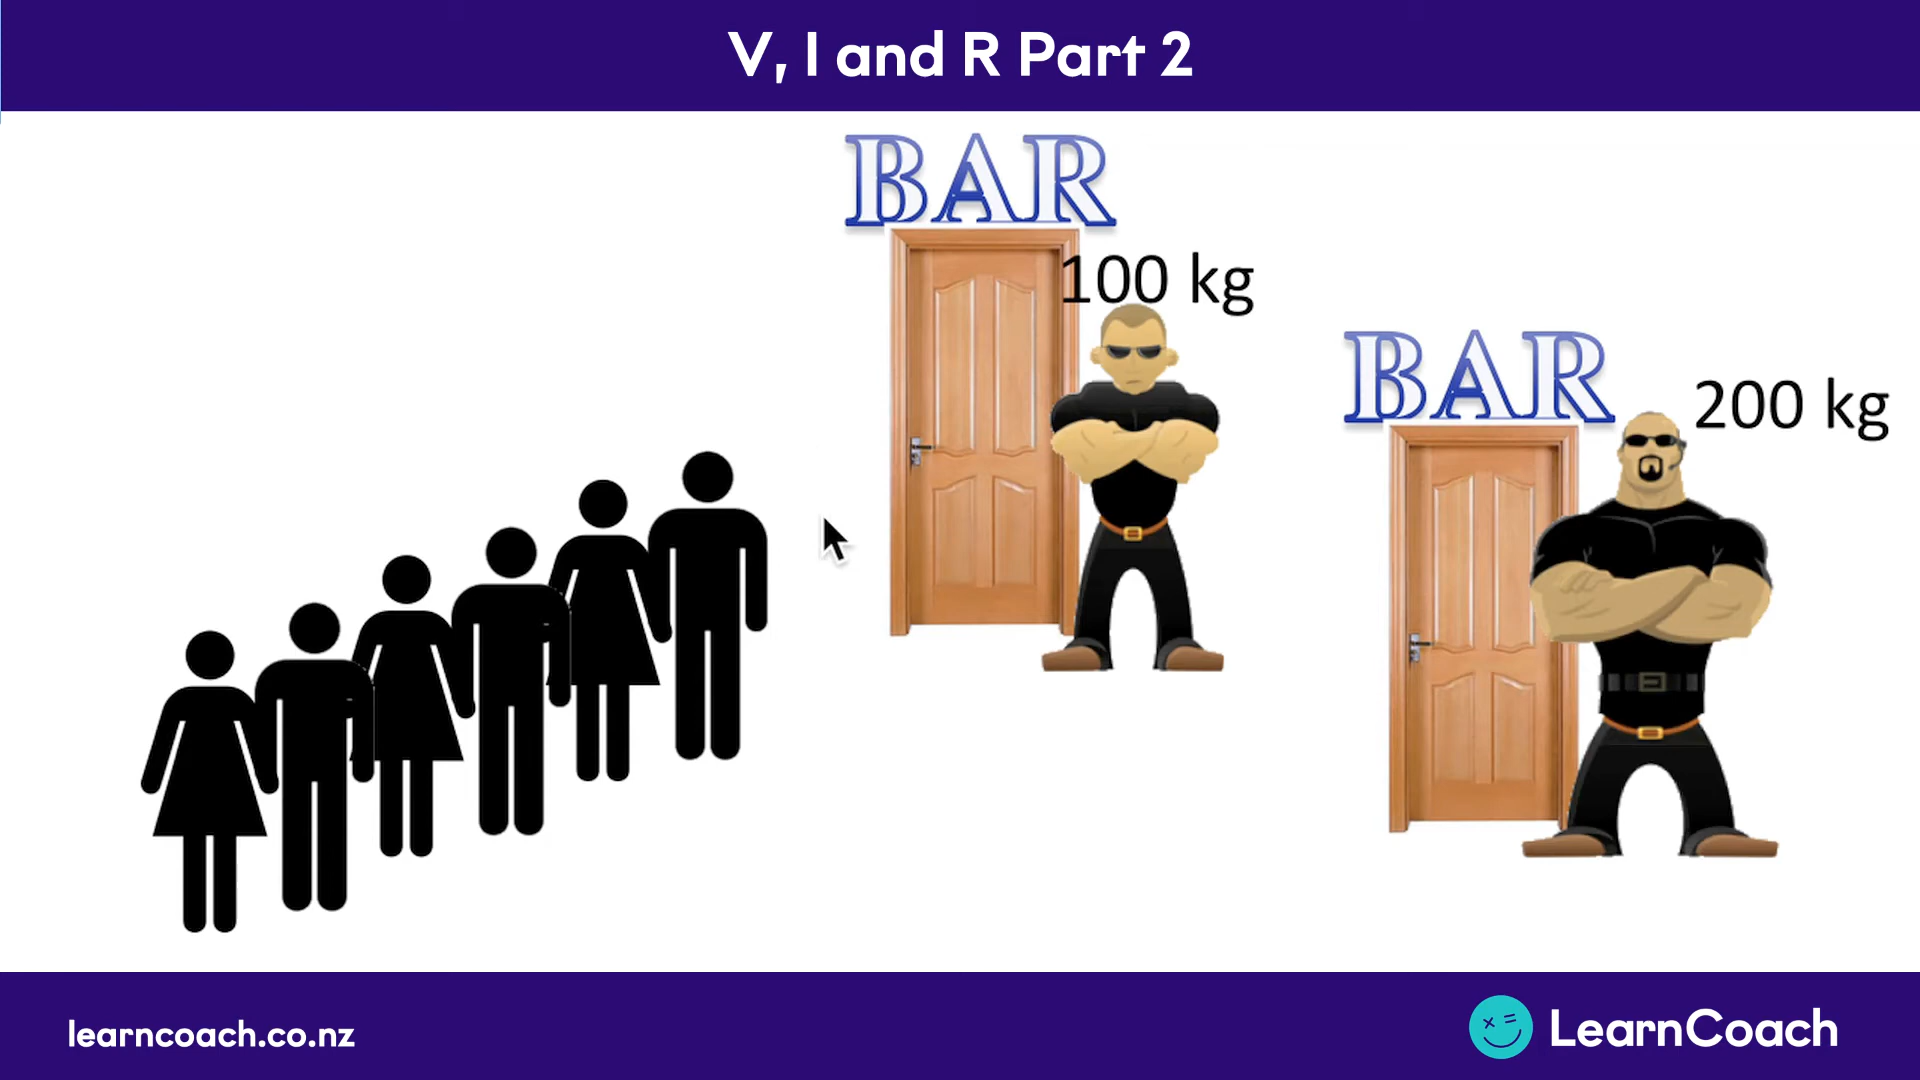 V, I and R Part 2
BAR
100 kg
BAR
200 kg
learncoach.co.nz
LearnCoach